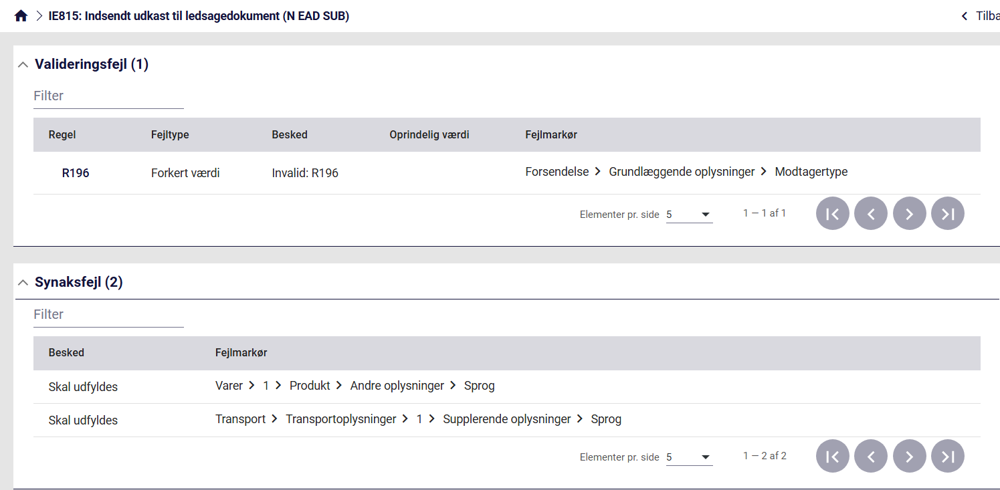 IE815: Indsendt udkast til ledsagedokument (N EAD SUB) Tilba
Valideringsfejl (1)
Filter
Regel Fejltype Besked Oprindelig værdi Fejlmarkør
R196 Forkert værdi Invalid: R196 Forsendelse > Grundlæggende oplysninger > Modtagertype
Elementer pr. side 5 1 – 1 af 1
Synaksfejl (2)
Filter
Besked Fejlmarkør
Skal udfyldes Varer > 1 > Produkt > Andre oplysninger > Sprog
Skal udfyldes Transport > Transportoplysninger > 1 > Supplerende oplysninger > Sprog
Elementer pr. side 5 1 – 2 af 2